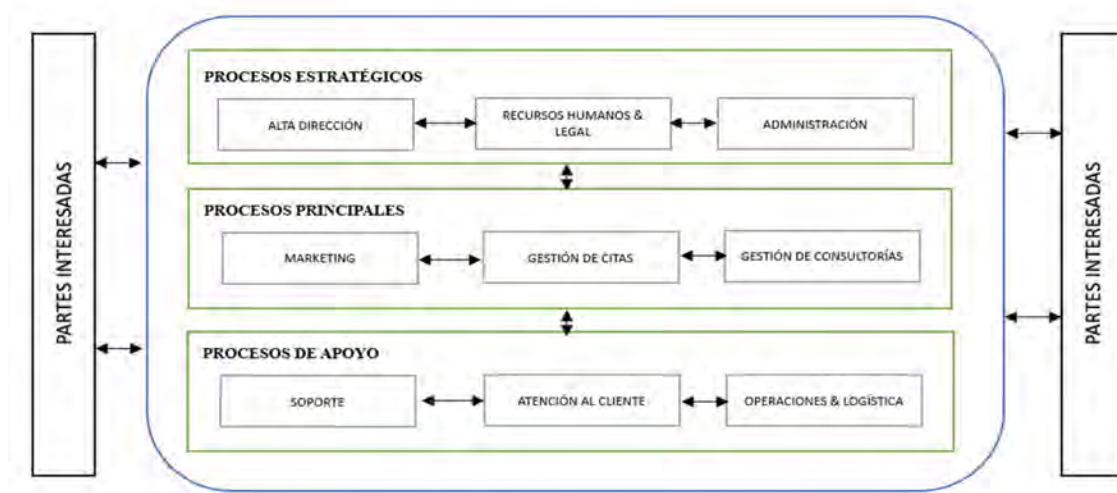 PARTES INTERESADAS
PROCESOS ESTRATÉGICOS
ALTA DIRECCIÓN
RECURSOS HUMANOS &
LEGAL
ADMINISTRACIÓN
PROCESOS PRINCIPALES
MARKETING
GESTIÓN DE CITAS
GESTIÓN DE CONSULTORÍAS
PROCESOS DE APOYO
SOPORTE
ATENCIÓN AL CLIENTE
OPERACIONES & LOGÍSTICA
PARTES INTERESADAS